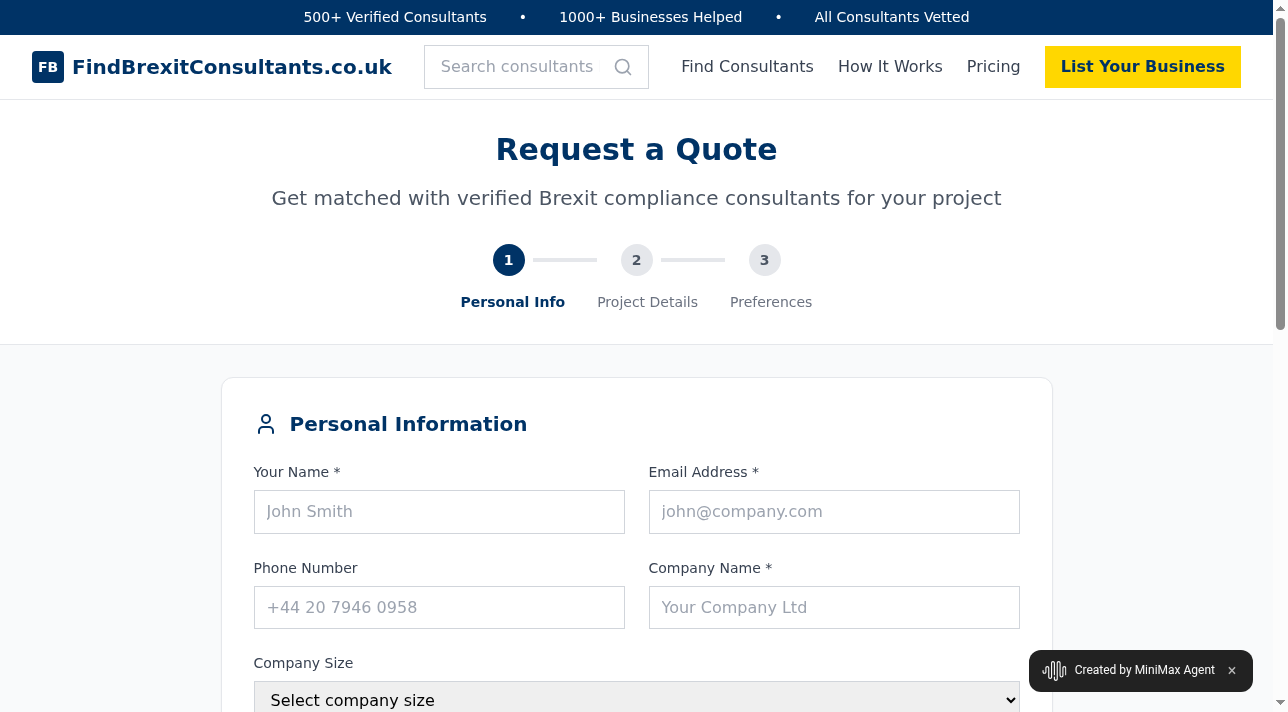 500+ Verified Consultants • 1000+ Businesses Helped • All Consultants Vetted
FB FindBrexitConsultants.co.uk Search consultants Find Consultants How It Works Pricing List Your Business
Request a Quote
Get matched with verified Brexit compliance consultants for your project
1 2 3
Personal Info Project Details Preferences
Personal Information
Your Name * Email Address *
John Smith john@company.com
Phone Number Company Name *
+44 20 7946 0958 Your Company Ltd
Company Size
Select company size
Created by MiniMax Agent ×